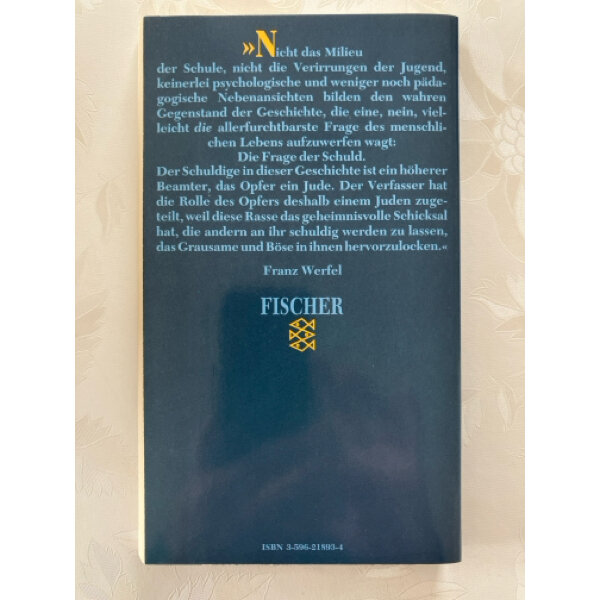 »Nicht das Milieu
der Schule, nicht die Verirrungen der Jugend,
keinerlei psychologische und weniger noch päda-
gogische Nebenansichten bilden den wahren
Gegenstand der Geschichte, die eine, nein, viel-
leicht die allerfurchtbarste Frage des menschli-
chen Lebens aufzuwerfen wagt:
Die Frage der Schuld.
Der Schuldige in dieser Geschichte ist ein höherer
Beamter, das Opfer ein Jude. Der Verfasser hat
die Rolle des Opfers deshalb einem Juden zuge-
teilt, weil diese Rasse das geheimnisvolle Schicksal
hat, die andern an ihr schuldig werden zu lassen,
das Grausame und Böse in ihnen hervorzulocken.«
Franz Werfel
FISCHER
ISBN 3-596-21893-4